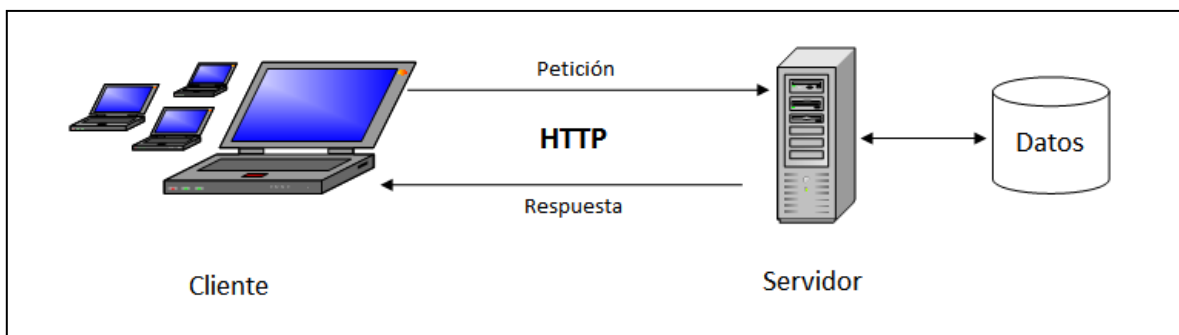 Petición
HTTP
Datos
Respuesta
Cliente
Servidor